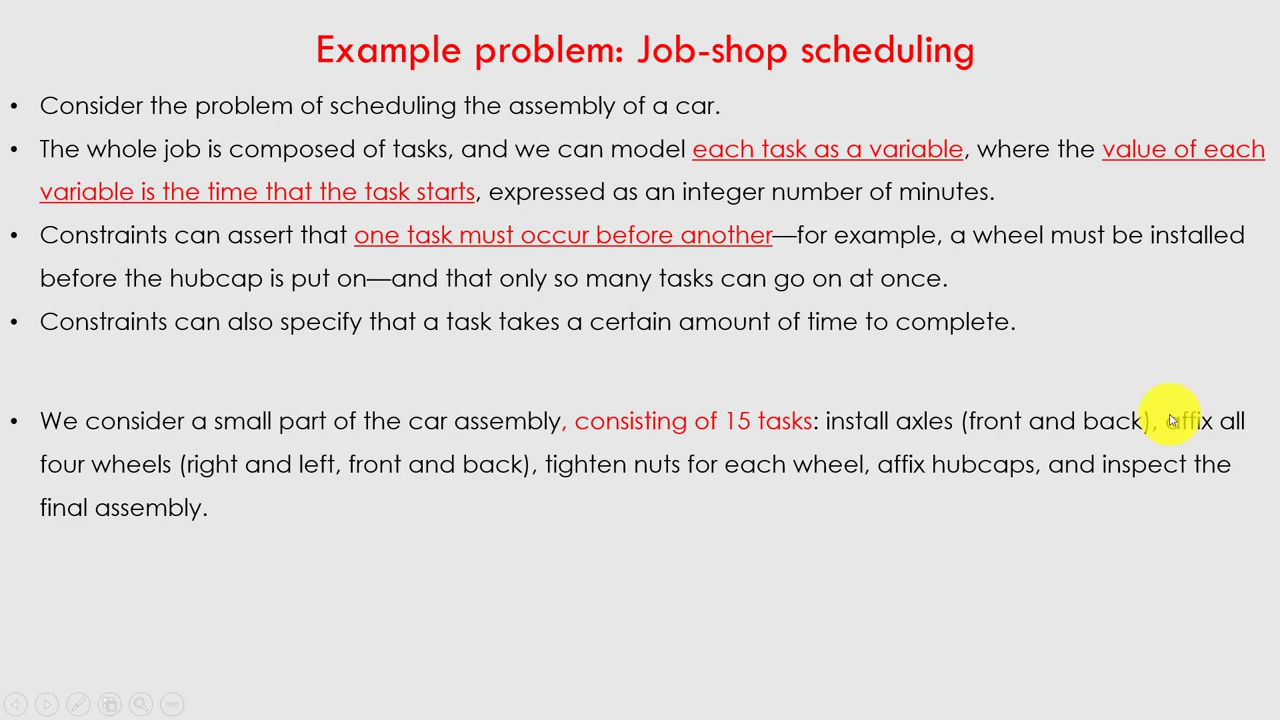 Example problem: Job-shop scheduling
• Consider the problem of scheduling the assembly of a car.
• The whole job is composed of tasks, and we can model each task as a variable, where the value of each
variable is the time that the task starts, expressed as an integer number of minutes.
• Constraints can assert that one task must occur before another—for example, a wheel must be installed
before the hubcap is put on—and that only so many tasks can go on at once.
• Constraints can also specify that a task takes a certain amount of time to complete.
• We consider a small part of the car assembly, consisting of 15 tasks: install axles (front and back), affix all
four wheels (right and left, front and back), tighten nuts for each wheel, affix hubcaps, and inspect the
final assembly.